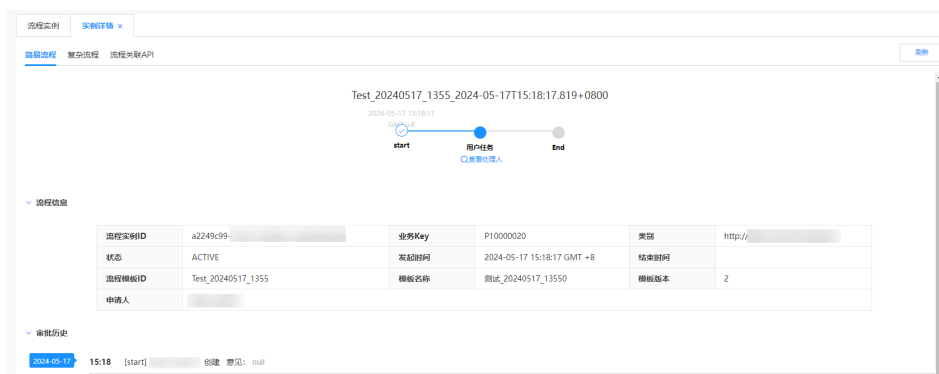 流程实例 实例详情 ×
简易流程 复杂流程 流程关联API 刷新
Test_20240517_1355_2024-05-17T15:18:17.819+0800
2024-05-17 15:18:17
GMT +8
start 用户任务 End
查看处理人
流程信息
流程实例ID a2249c99- 业务Key P10000020 类别 http://
状态 ACTIVE 发起时间 2024-05-17 15:18:17 GMT +8 结束时间
流程模板ID Test_20240517_1355 模板名称 测试_20240517_13550 模板版本 2
申请人
审批历史
2024-05-17 15:18 [start] 创建 意见: null